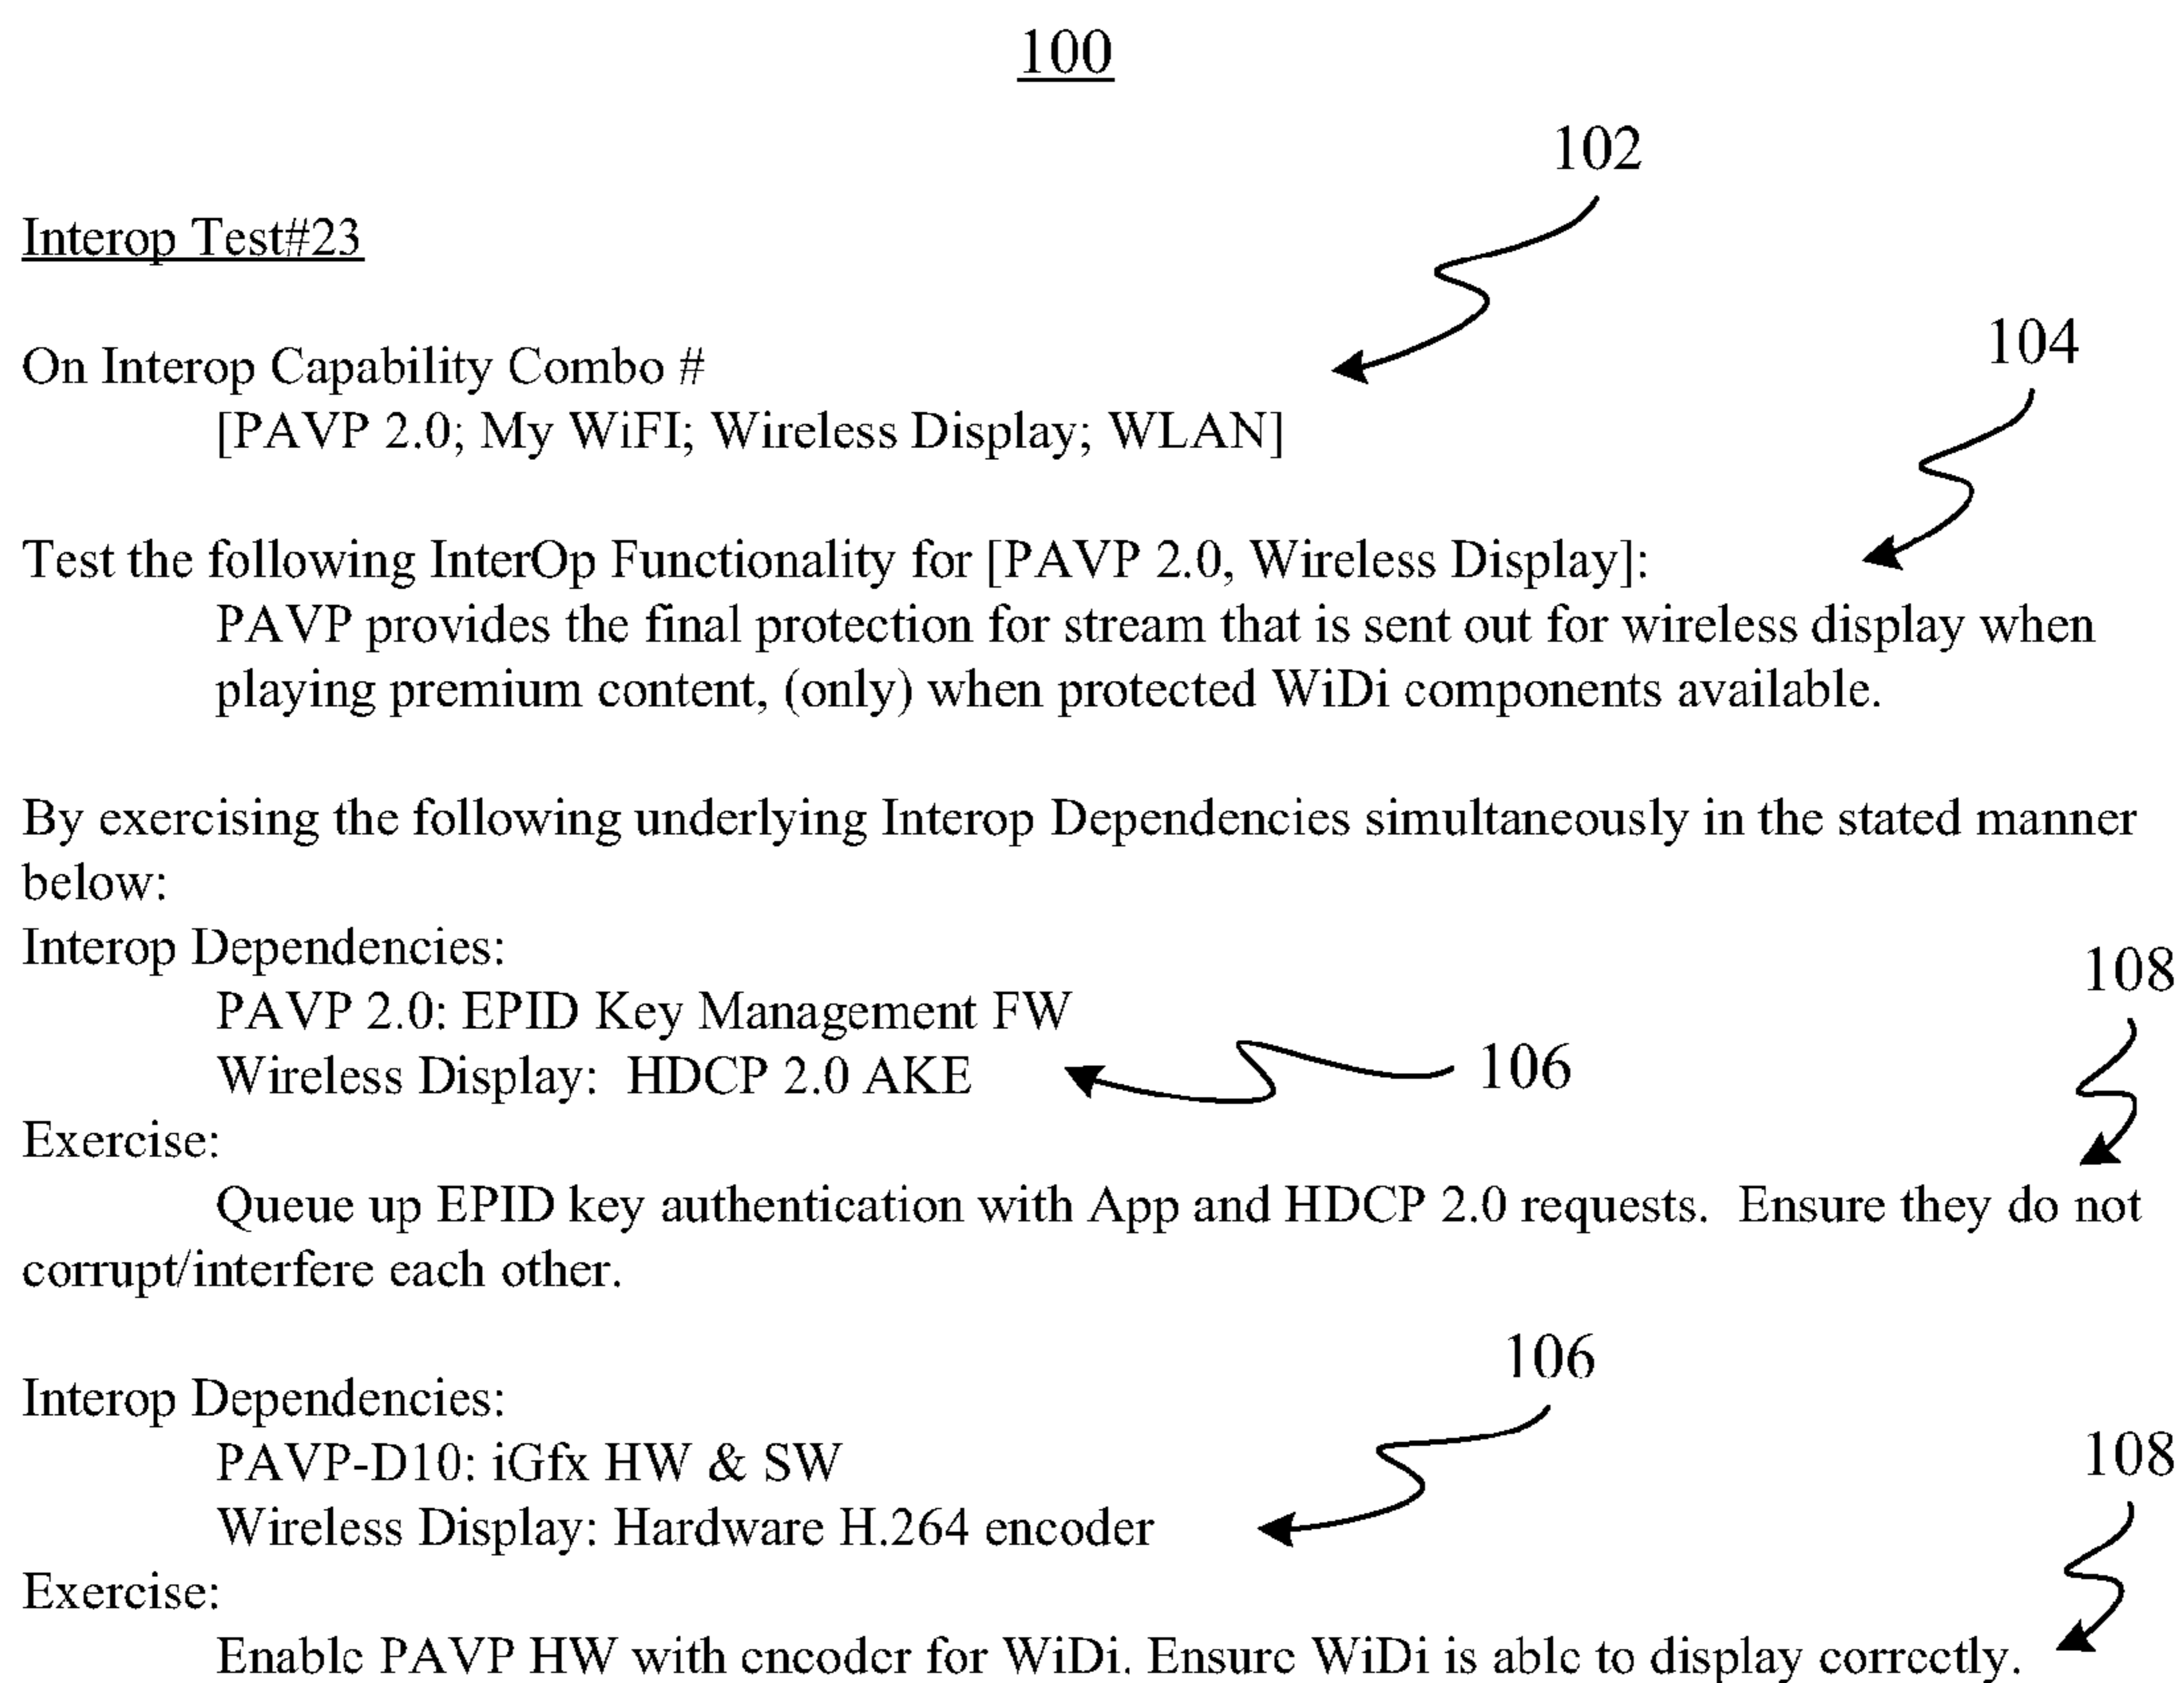 100
102
Interop Test#23
104
On Interop Capability Combo #
[PAVP 2.0; My WiFI; Wireless Display; WLAN]
Test the following InterOp Functionality for [PAVP 2.0, Wireless Display]:
PAVP provides the final protection for stream that is sent out for wireless display when
playing premium content, (only) when protected WiDi components available.
By exercising the following underlying Interop Dependencies simultaneously in the stated manner
below:
Interop Dependencies:
108
PAVP 2.0: EPID Key Management FW
Wireless Display:  HDCP 2.0 AKE
106
Exercise:
Queue up EPID key authentication with App and HDCP 2.0 requests.  Ensure they do not
corrupt/interfere each other.
106
Interop Dependencies:
108
PAVP-D10: iGfx HW & SW
Wireless Display: Hardware H.264 encoder
Exercise:
Enable PAVP HW with encoder for WiDi. Ensure WiDi is able to display correctly.